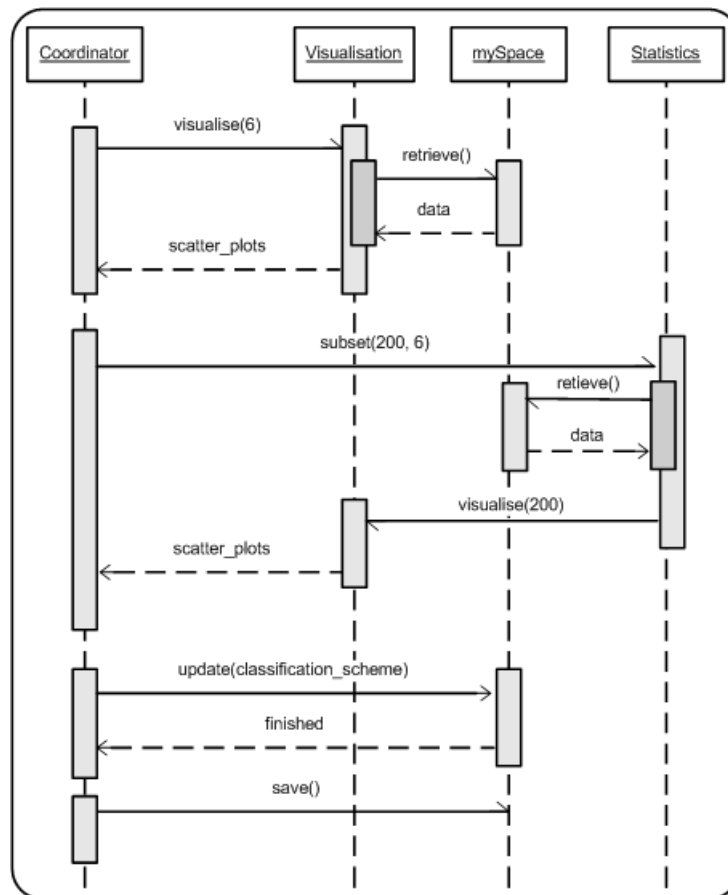 Coordinator
Visualisation
mySpace
Statistics
visualise(6)
retrieve()
data
scatter_plots
subset(200, 6)
retieve()
data
visualise(200)
scatter_plots
update(classification_scheme)
finished
save()